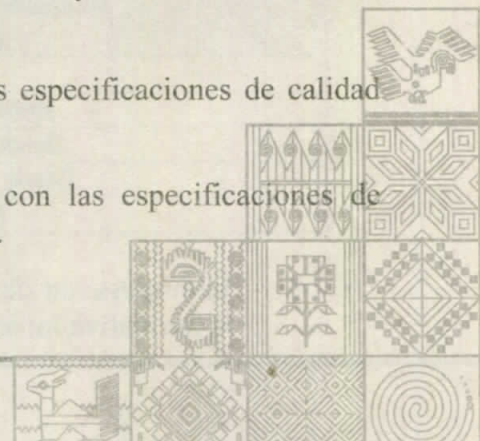 s especificaciones de calidad
con las especificaciones de